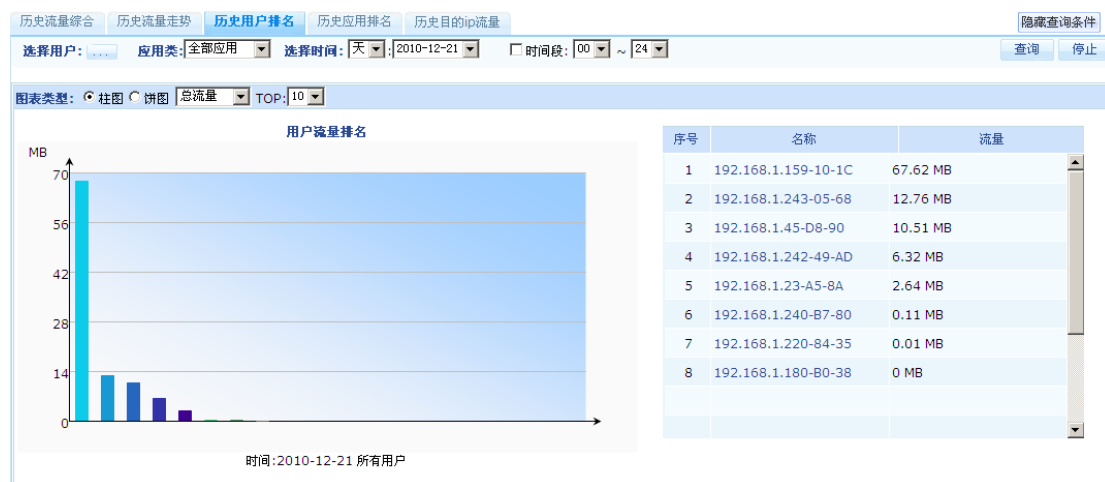 历史流量综合 历史流量走势 历史用户排名 历史应用排名 历史目的ip流量 隐藏查询条件
选择用户: .... 应用类: 全部应用 选择时间: 天 : 2010-12-21 时间段: 00 ~ 24 查询 停止
图表类型: 柱图 饼图 总流量 TOP: 10
用户流量排名
MB
70
56
42
28
14
0
时间:2010-12-21 所有用户
序号 名称 流量
1 192.168.1.159-10-1C 67.62 MB
2 192.168.1.243-05-68 12.76 MB
3 192.168.1.45-D8-90 10.51 MB
4 192.168.1.242-49-AD 6.32 MB
5 192.168.1.23-A5-8A 2.64 MB
6 192.168.1.240-B7-80 0.11 MB
7 192.168.1.220-84-35 0.01 MB
8 192.168.1.180-B0-38 0 MB